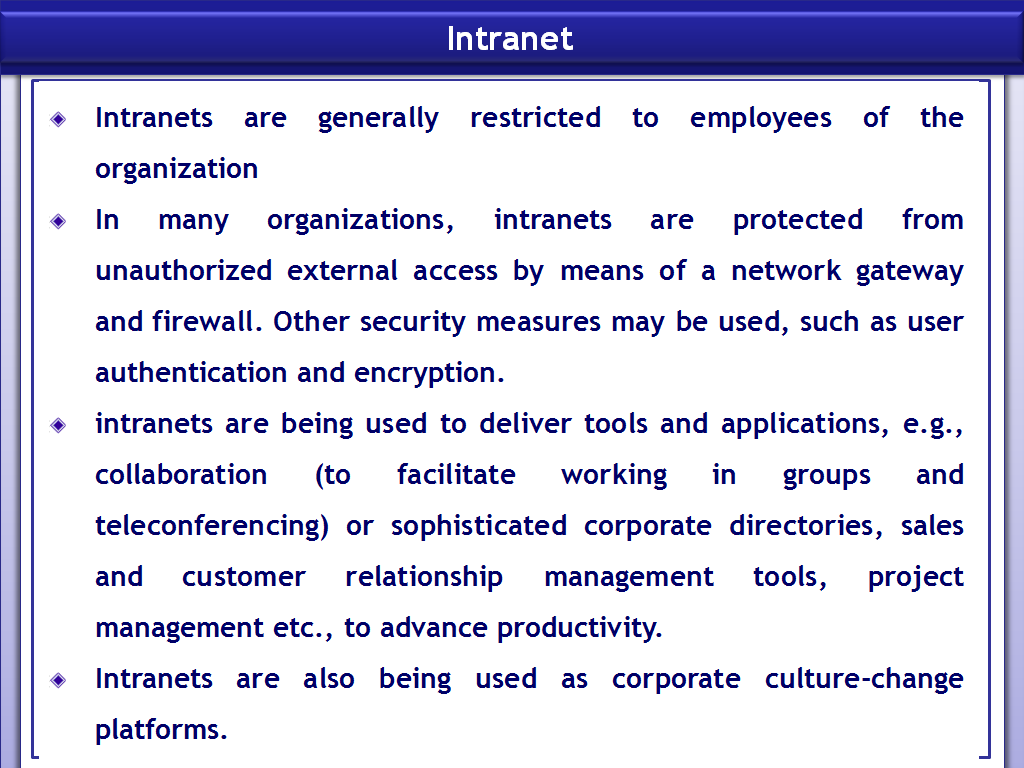 Intranet
Intranets are generally restricted to employees of the
organization
In many organizations, intranets are protected from
unauthorized external access by means of a network gateway
and firewall. Other security measures may be used, such as user
authentication and encryption.
intranets are being used to deliver tools and applications, e.g.,
collaboration (to facilitate working in groups and
teleconferencing) or sophisticated corporate directories, sales
and customer relationship management tools, project
management etc., to advance productivity.
Intranets are also being used as corporate culture-change
platforms.